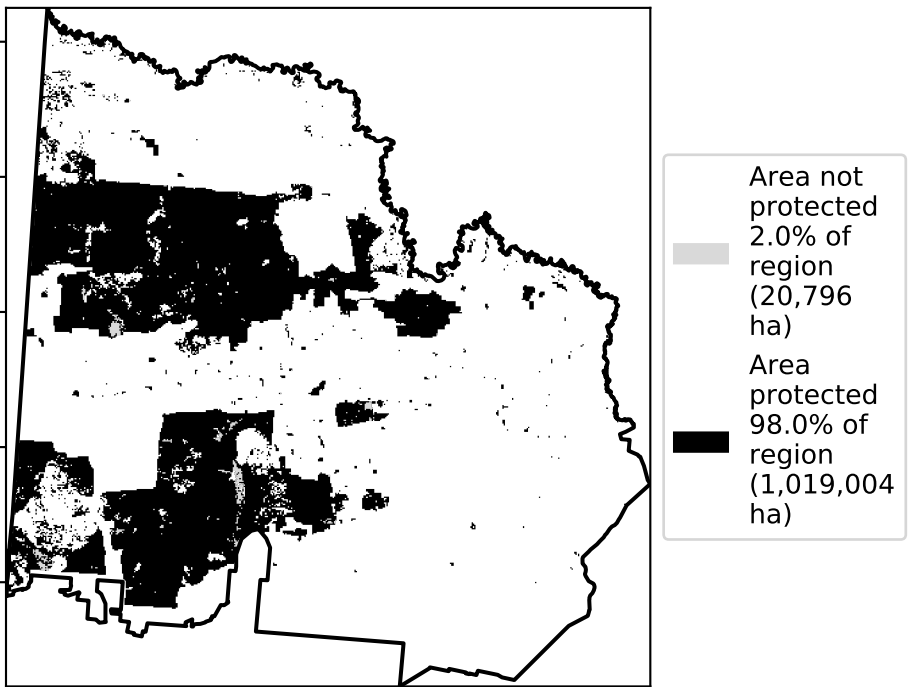 Area not
protected
2.0% of
region
(20,796
ha)
Area
protected
98.0% of
region
(1,019,004
ha)